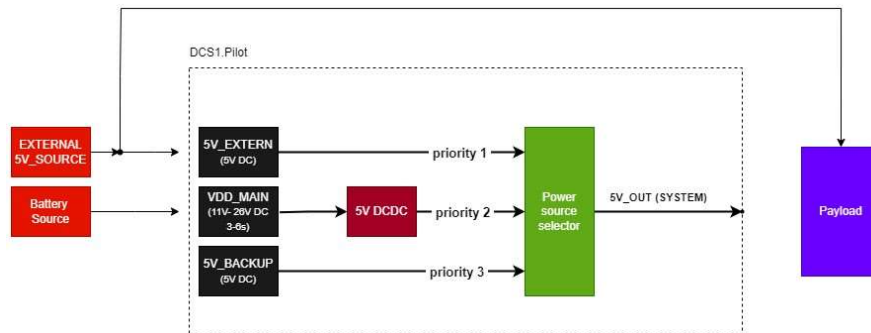 DCS1.Pilot
EXTERNAL
5V_SOURCE
5V_EXTERN
(5V DC)
priority 1
Battery
Source
VDD_MAIN
(11V- 26V DC
3-6s)
5V DCDC
priority 2
Power
source
selector
5V_OUT (SYSTEM)
Payload
5V_BACKUP
(5V DC)
priority 3